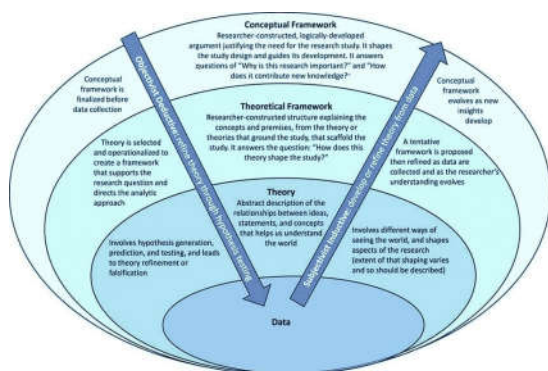 Conceptual Framework
Researcher-constructed, logically-developed
argument justifying the need for the research study. It shapes
the study design and guides its development. It answers
questions of "Why is this research important?" and "How
does it contribute new knowledge?"
Conceptual
framework is
finalized before
data collection
Conceptual
framework
evolves as new
insights
develop
Objectivist Deductive: refine theory through hypothesis testing
Subjectivist Inductive: develop or refine theory from data
Theoretical Framework
Researcher-constructed structure explaining
the concepts and premises, from the theory or
theories that ground the study, that scaffold the
study. It answers the question: "How does this
theory shape the study?"
Theory is selected
and operationalized to
create a framework
that supports the
research question and
directs the analytic
approach
A tentative
framework is proposed
then refined as data are
collected and as the researcher's
understanding evolves
Theory
Abstract description of the
relationships between ideas,
statements, and concepts
that helps us understand
the world
Involves hypothesis generation,
prediction, and testing, and leads
to theory refinement or
falsification
Involves different ways of
seeing the world, and shapes
aspects of the research
(extent of that shaping varies
and so should be described)
Data